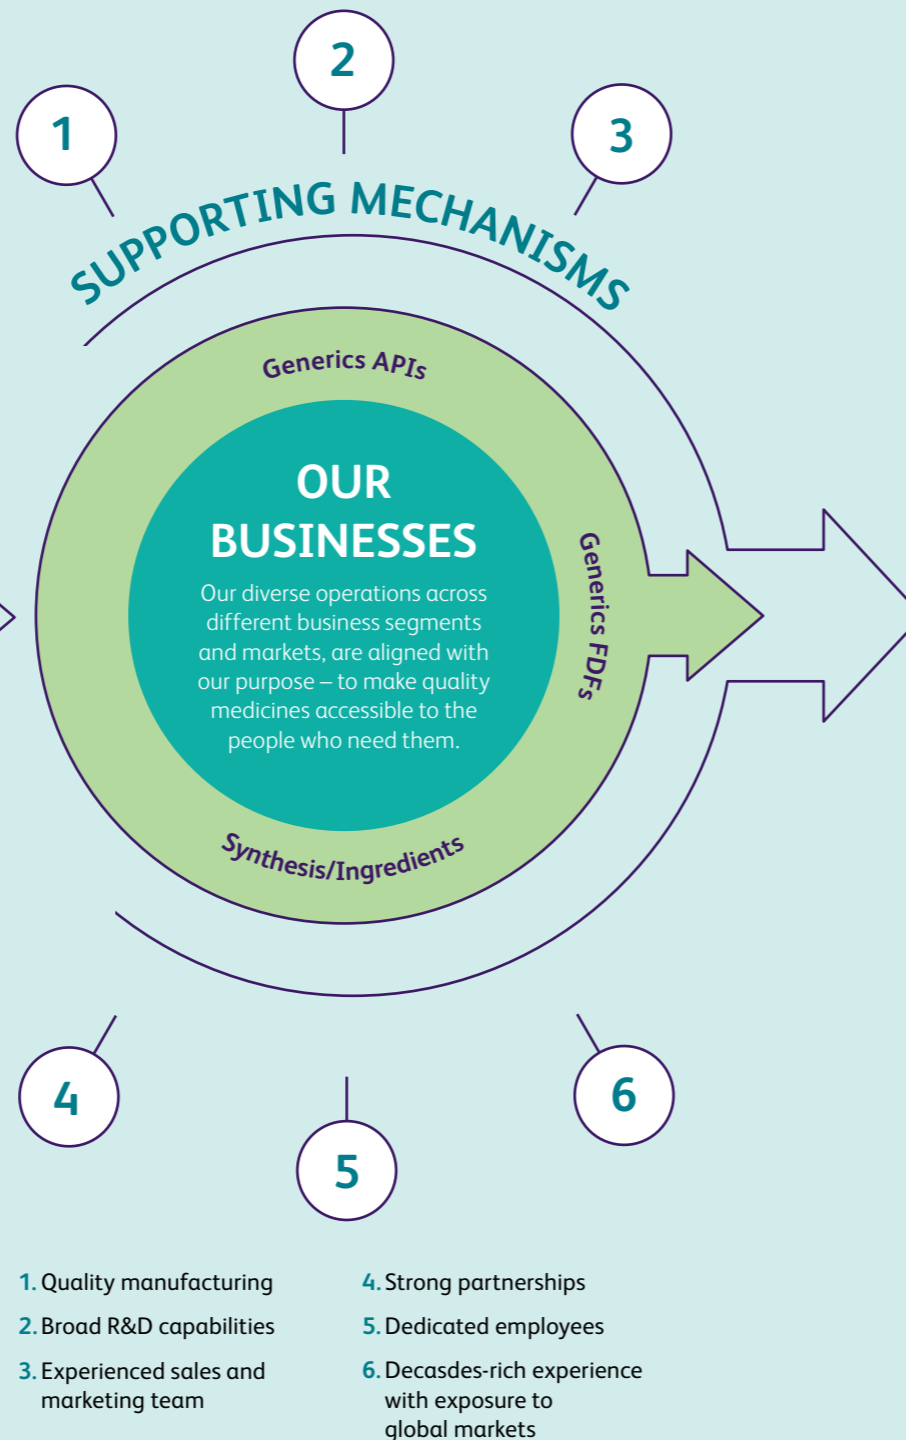 1
2
3
SUPPORTING MECHANISMS
Generics APIs
OUR
BUSINESSES
Our diverse operations across
different business segments
and markets, are aligned with
our purpose – to make quality
medicines accessible to the
people who need them.
Generics FDFs
Synthesis/Ingredients
4
5
6
1. Quality manufacturing
2. Broad R&D capabilities
3. Experienced sales and
marketing team
4. Strong partnerships
5. Dedicated employees
6. Decasdes-rich experience
with exposure to
global markets